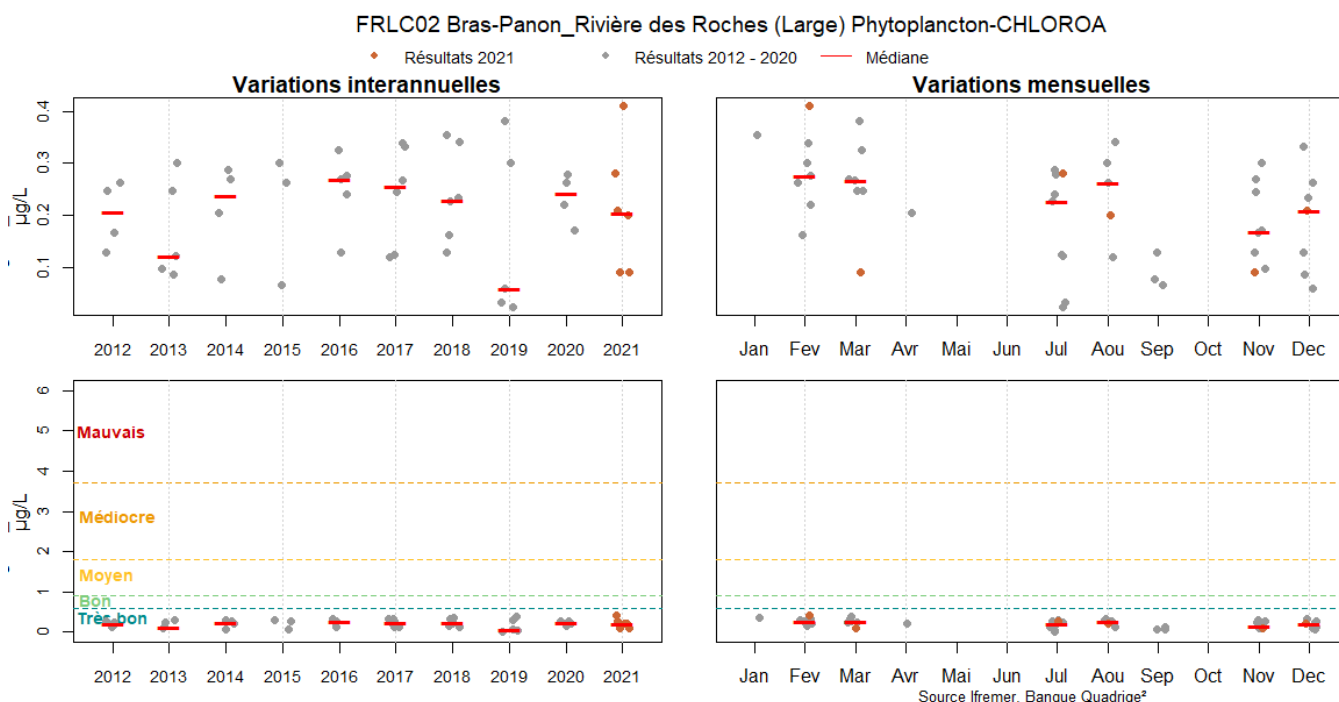 FRLC02 Bras-Panon_Rivière des Roches (Large) Phytoplancton-CHLOROA
Résultats 2021 Résultats 2012 - 2020 Médiane
Variations interannuelles
Variations mensuelles
µg/L
0.4
0.3
0.2
0.1
2012 2013 2014 2015 2016 2017 2018 2019 2020 2021
Jan Fev Mar Avr Mai Jun Jul Aou Sep Oct Nov Dec
µg/L
6
5
4
3
2
1
0
Mauvais
Médiocre
Moyen
Bon
Très bon
2012 2013 2014 2015 2016 2017 2018 2019 2020 2021
Jan Fev Mar Avr Mai Jun Jul Aou Sep Oct Nov Dec
Source Ifremer, Banque Quadrige²